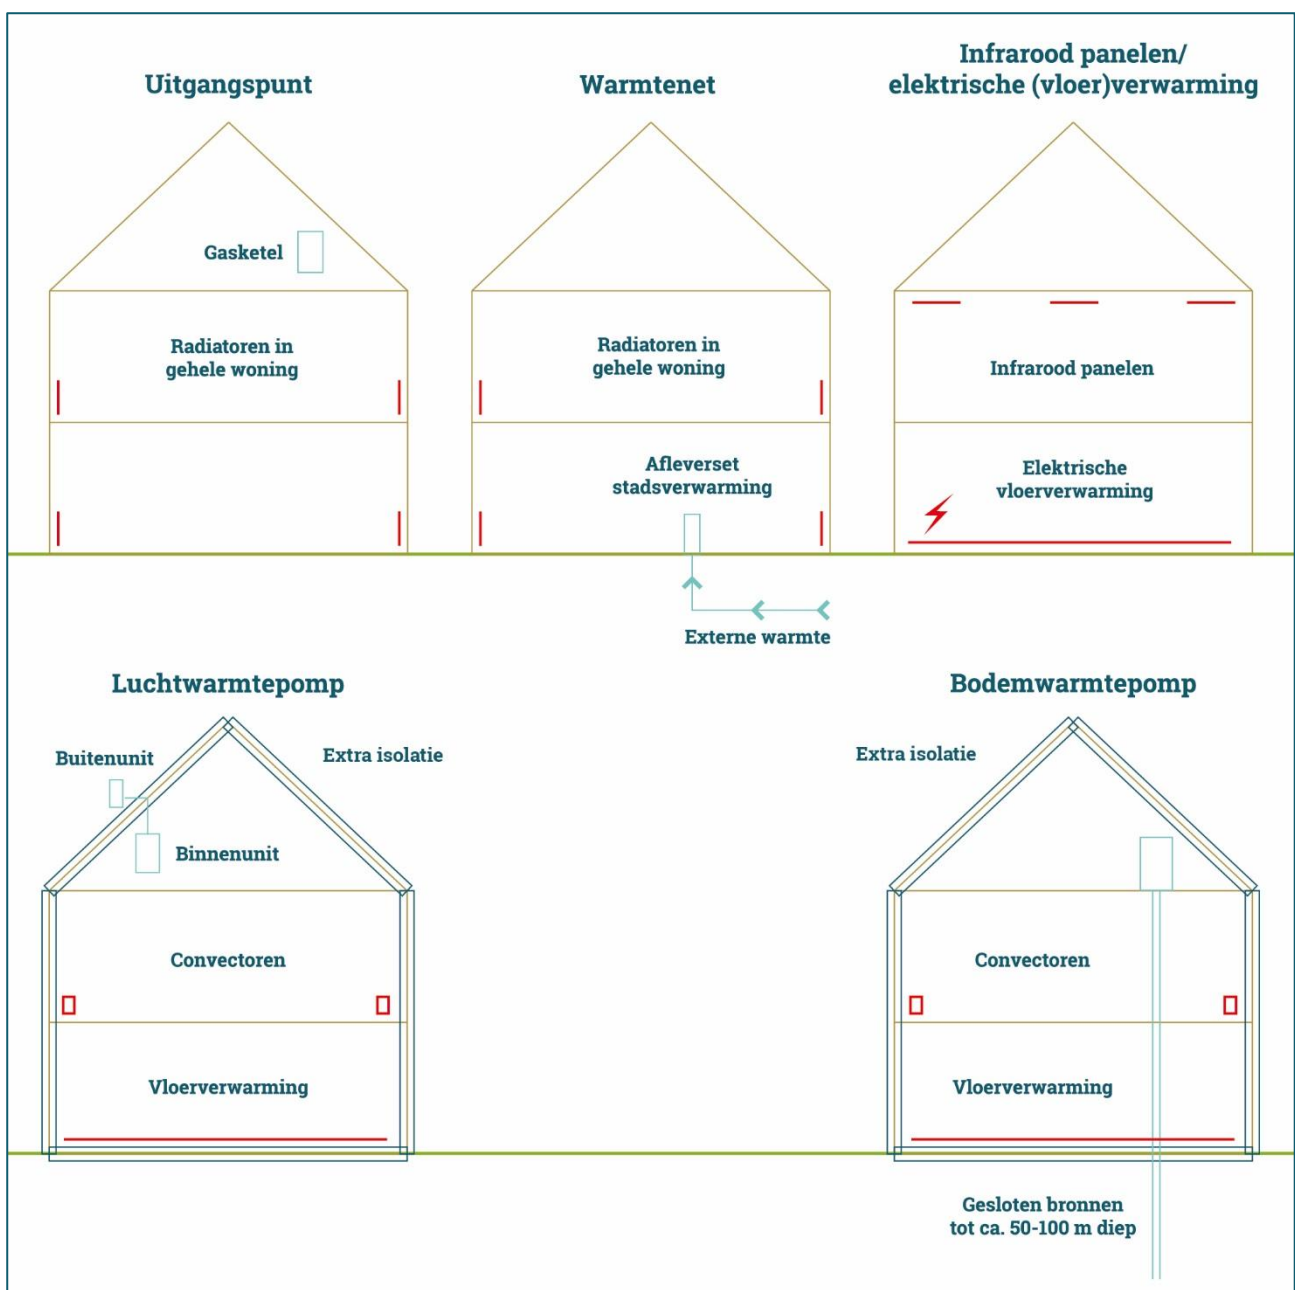 Uitgangspunt
Gasketel
Radiatoren in
gehele woning
Warmtenet
Radiatoren in
gehele woning
Afleverset
stadsverwarming
Externe warmte
Infrarood panelen/
elektrische (vloer)verwarming
Infrarood panelen
Elektrische
vloerverwarming
Luchtwarmtepomp
Buitenunit
Extra isolatie
Binnenunit
Convectoren
Vloerverwarming
Bodemwarmtepomp
Extra isolatie
Convectoren
Vloerverwarming
Gesloten bronnen
tot ca. 50-100 m diep